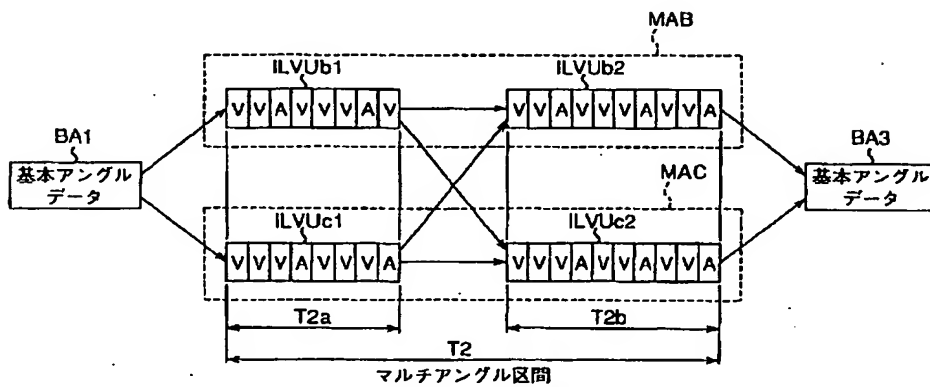 MAB
ILVUb1
ILVUb2
V V A V V V A V
V V A V V V A V V A
BA1
基本アングル
データ
BA3
基本アングル
データ
MAC
ILVUc1
ILVUc2
V V V A V V V A
V V V A V V A V V A
T2a
T2b
T2
マルチアングル区間